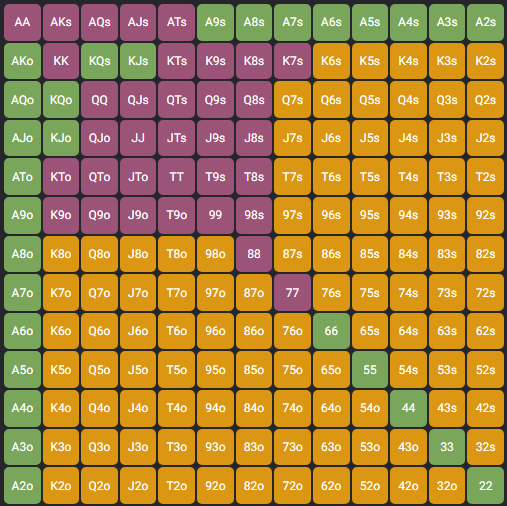 AA AKs AQs AJs ATs A9s A8s A7s A6s A5s A4s A3s A2s
AKo KK KQs KJs KTs K9s K8s K7s K6s K5s K4s K3s K2s
AQo KQo QQ QJs QTs Q9s Q8s Q7s Q6s Q5s Q4s Q3s Q2s
AJo KJo QJo JJ JTs J9s J8s J7s J6s J5s J4s J3s J2s
ATo KTo QTo JTo TT T9s T8s T7s T6s T5s T4s T3s T2s
A9o K9o Q9o J9o T9o 99 98s 97s 96s 95s 94s 93s 92s
A8o K8o Q8o J8o T8o 98o 88 87s 86s 85s 84s 83s 82s
A7o K7o Q7o J7o T7o 97o 87o 77 76s 75s 74s 73s 72s
A6o K6o Q6o J6o T6o 96o 86o 76o 66 65s 64s 63s 62s
A5o K5o Q5o J5o T5o 95o 85o 75o 65o 55 54s 53s 52s
A4o K4o Q4o J4o T4o 94o 84o 74o 64o 54o 44 43s 42s
A3o K3o Q3o J3o T3o 93o 83o 73o 63o 53o 43o 33 32s
A2o K2o Q2o J2o T2o 92o 82o 72o 62o 52o 42o 32o 22